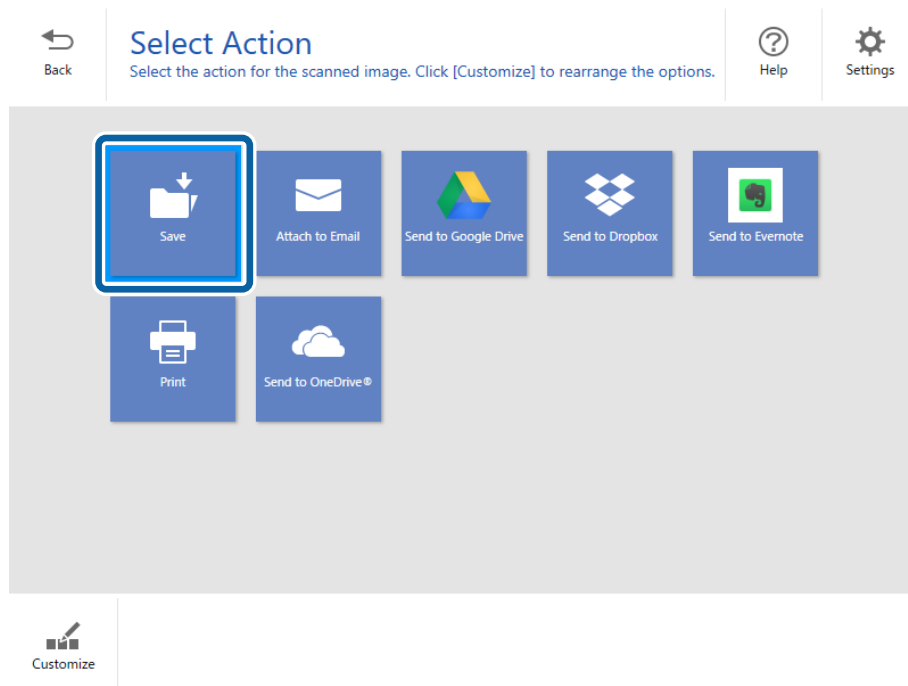 Back
Select Action
Select the action for the scanned image. Click [Customize] to rearrange the options.
Help
Settings
Save
Attach to Email
Send to Google Drive
Send to Dropbox
Send to Evernote
Print
Send to OneDrive®
Customize